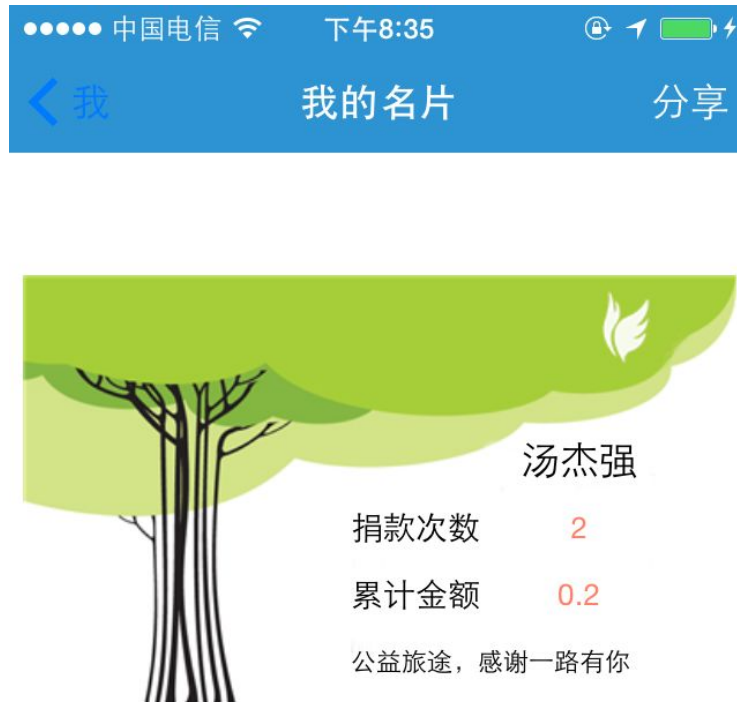 中国电信 下午8:35
我 我的名片 分享
汤杰强
捐款次数 2
累计金额 0.2
公益旅途，感谢一路有你